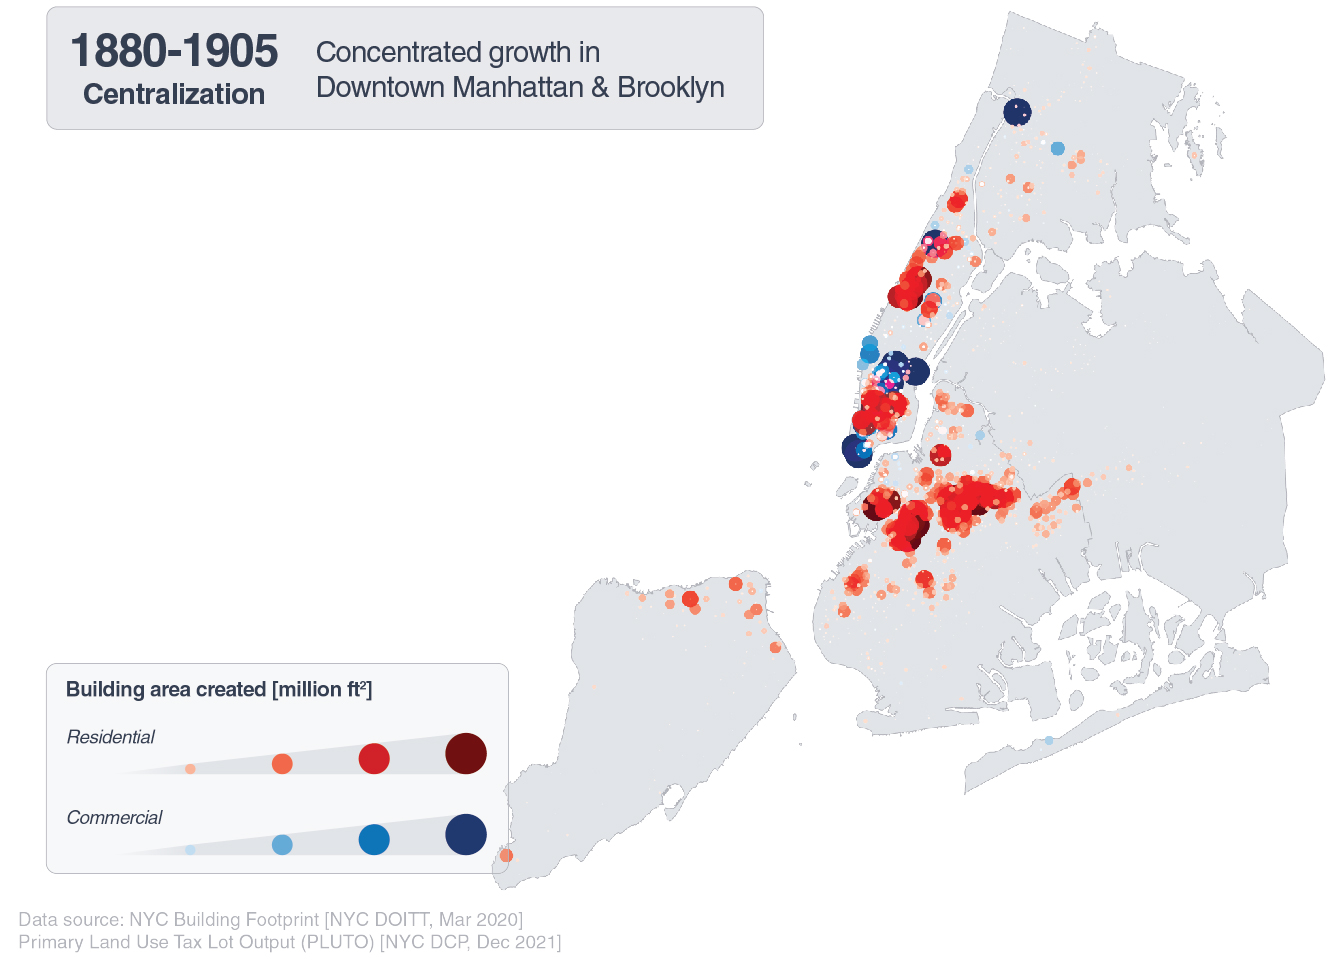 1880-1905
Centralization
Concentrated growth in
Downtown Manhattan & Brooklyn
Building area created [million ft²]
Residential
Commercial
Data source: NYC Building Footprint [NYC DOITT, Mar 2020]
Primary Land Use Tax Lot Output (PLUTO) [NYC DCP, Dec 2021]